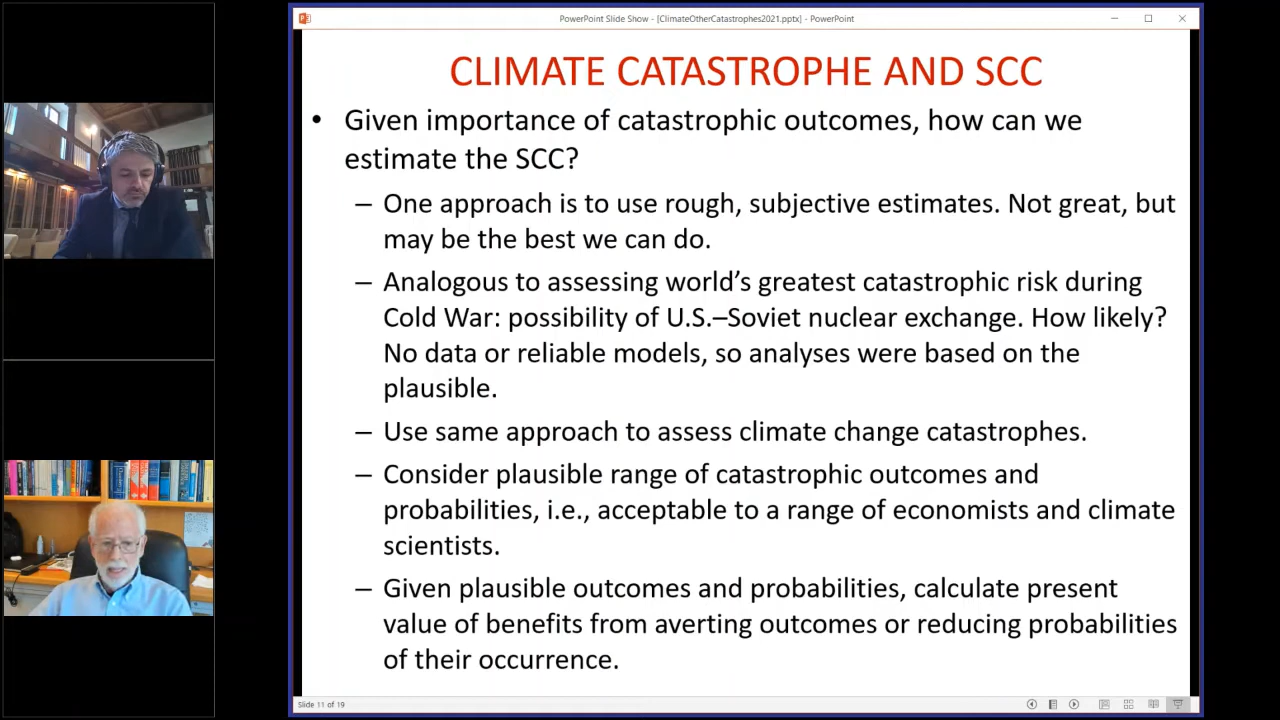 PowerPoint Slide Show - [ClimateOtherCatastrophes2021.pptx] - PowerPoint
CLIMATE CATASTROPHE AND SCC
• Given importance of catastrophic outcomes, how can we
estimate the SCC?
– One approach is to use rough, subjective estimates. Not great, but
may be the best we can do.
– Analogous to assessing world’s greatest catastrophic risk during
Cold War: possibility of U.S.–Soviet nuclear exchange. How likely?
No data or reliable models, so analyses were based on the
plausible.
– Use same approach to assess climate change catastrophes.
– Consider plausible range of catastrophic outcomes and
probabilities, i.e., acceptable to a range of economists and climate
scientists.
– Given plausible outcomes and probabilities, calculate present
value of benefits from averting outcomes or reducing probabilities
of their occurrence.
Slide 11 of 19